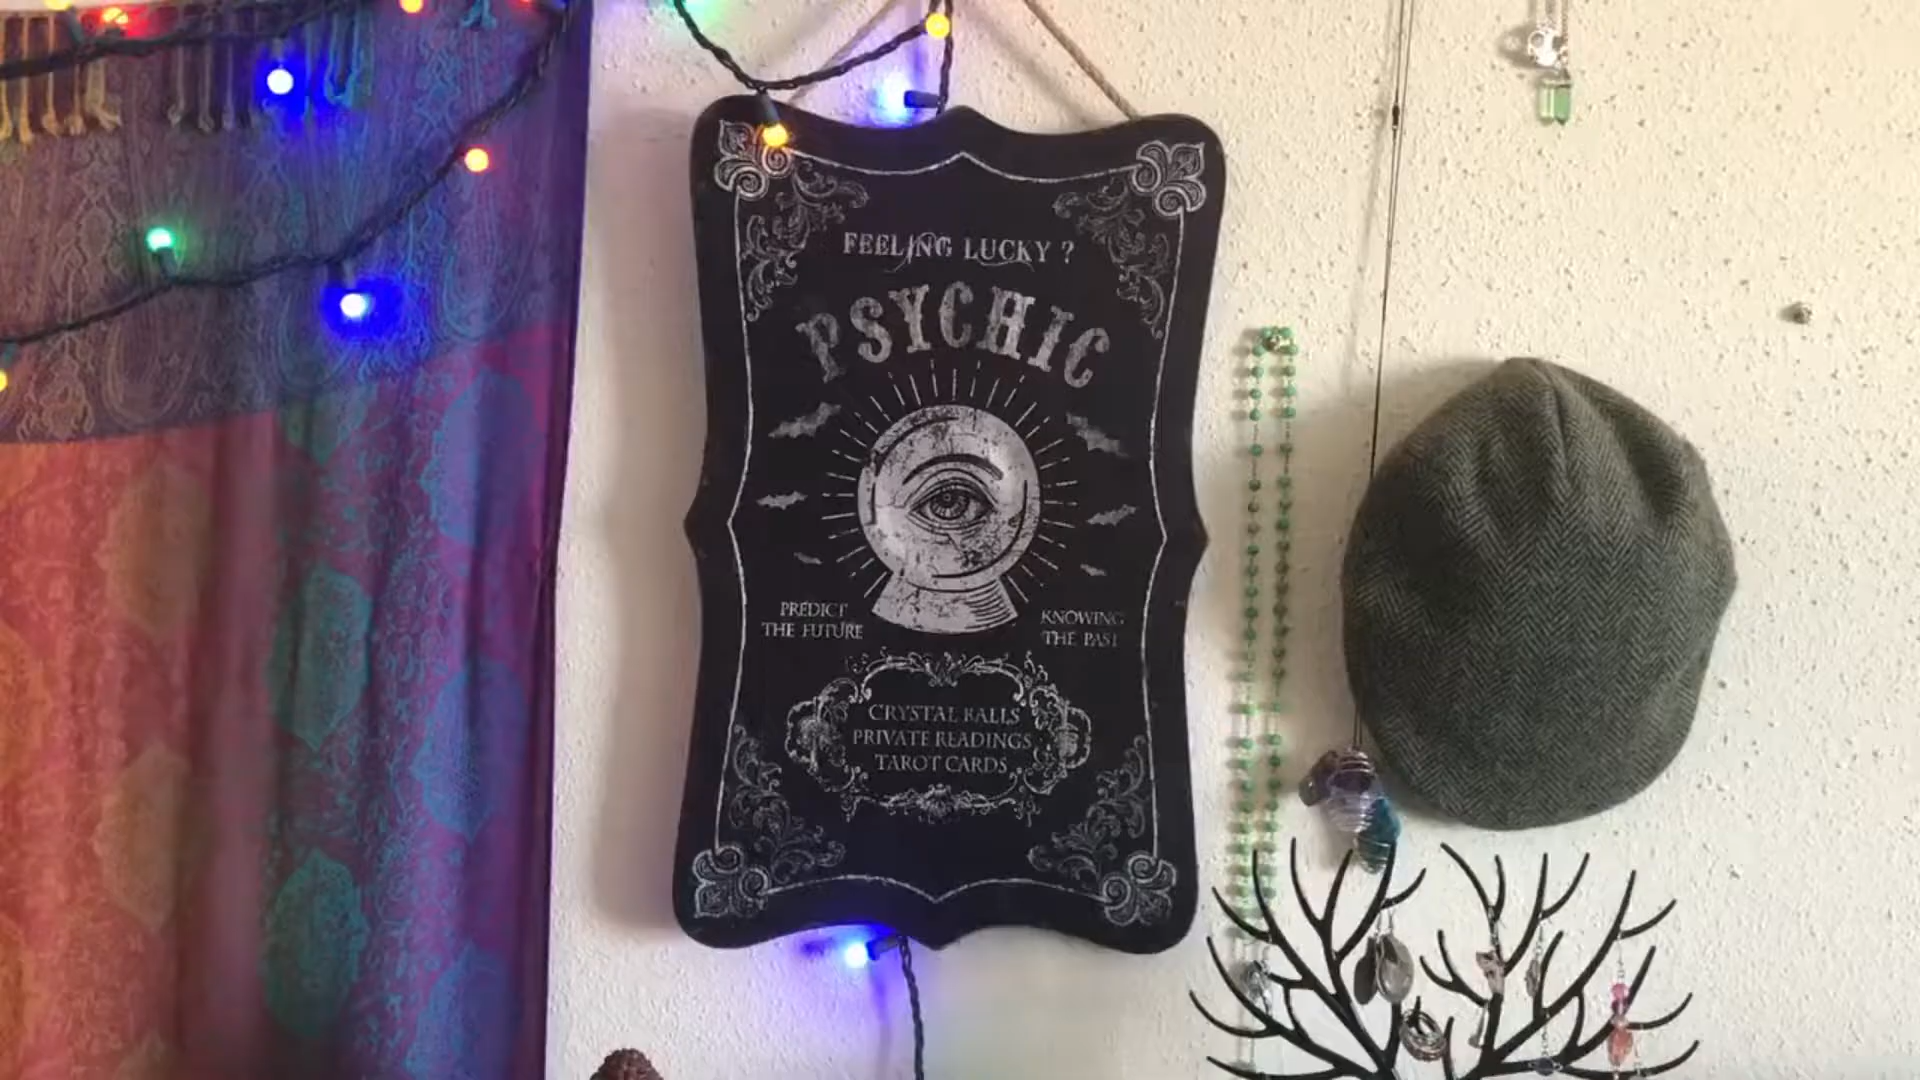 FEELING LUCKY ?
PSYCHIC
PREDICT
THE FUTURE
KNOWING
THE PAST
CRYSTAL BALLS
PRIVATE READINGS
TAROT CARDS